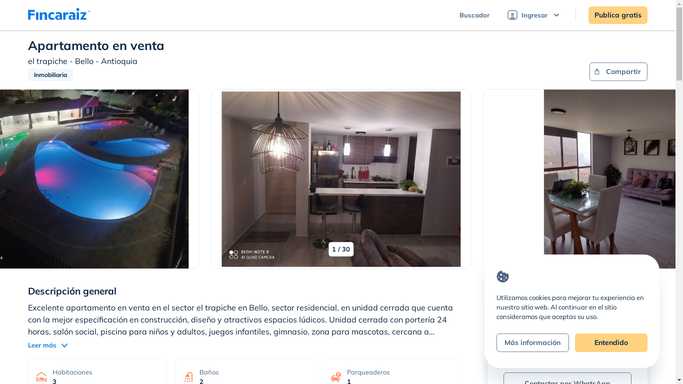 Fincaraiz
Buscador
Ingresar
Publica gratis
Apartamento en venta
el trapiche - Bello - Antioquia
Inmobiliaria
Compartir
REDMI NOTE 8
AI QUAD CAMERA
1 / 30
Descripción general
Excelente apartamento en venta en el sector el trapiche en Bello, sector residencial, en unidad cerrada que cuenta
con la mejor especificación en construcción, diseño y atractivos espacios lúdicos. Unidad cerrada con portería 24
horas, salón social, piscina para niños y adultos, juegos infantiles, gimnasio, zona para mascotas, cercana a...
Leer más
Habitaciones
3
Baños
2
Parqueaderos
1
Utilizamos cookies para mejorar tu experiencia en
nuestro sitio web. Al continuar en el sitio
consideramos que aceptas su uso.
Más información
Entendido
Contactar por WhatsApp